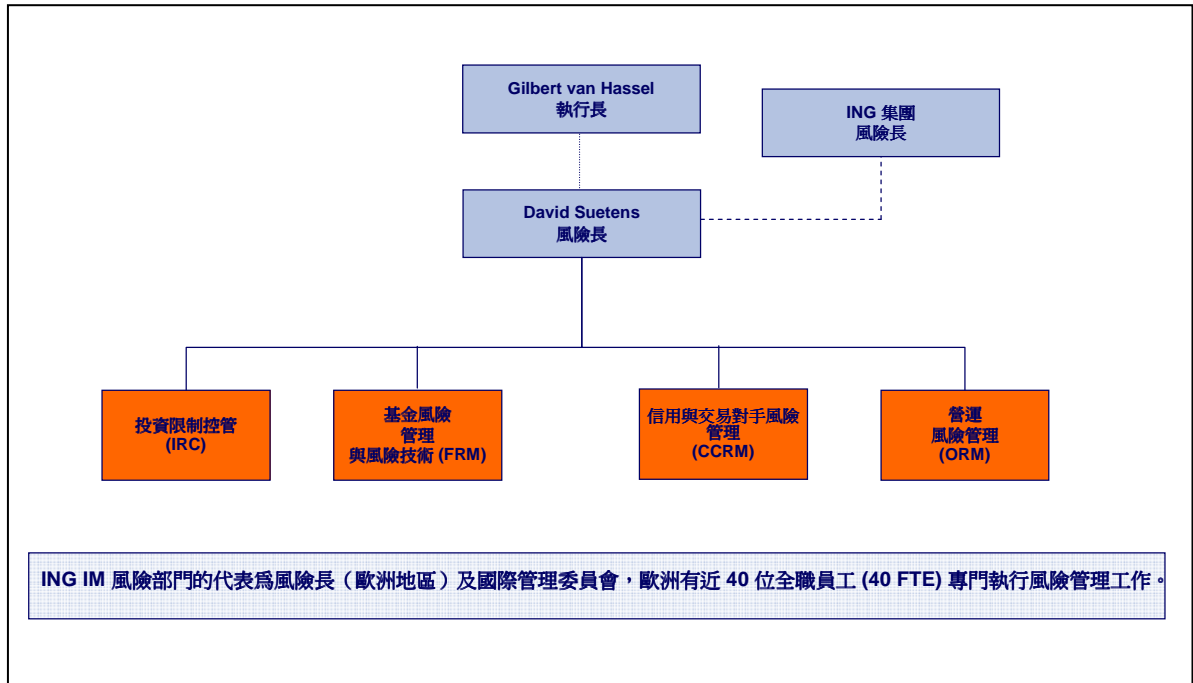 Gilbert van Hassel
執行長
ING 集團
風險長
David Suetens
風險長
投資限制控管
(IRC)
基金風險
管理
與風險技術 (FRM)
信用與交易對手風險
管理
(CCRM)
營運
風險管理
(ORM)
ING IM 風險部門的代表為風險長（歐洲地區）及國際管理委員會，歐洲有近 40 位全職員工 (40 FTE) 專門執行風險管理工作。